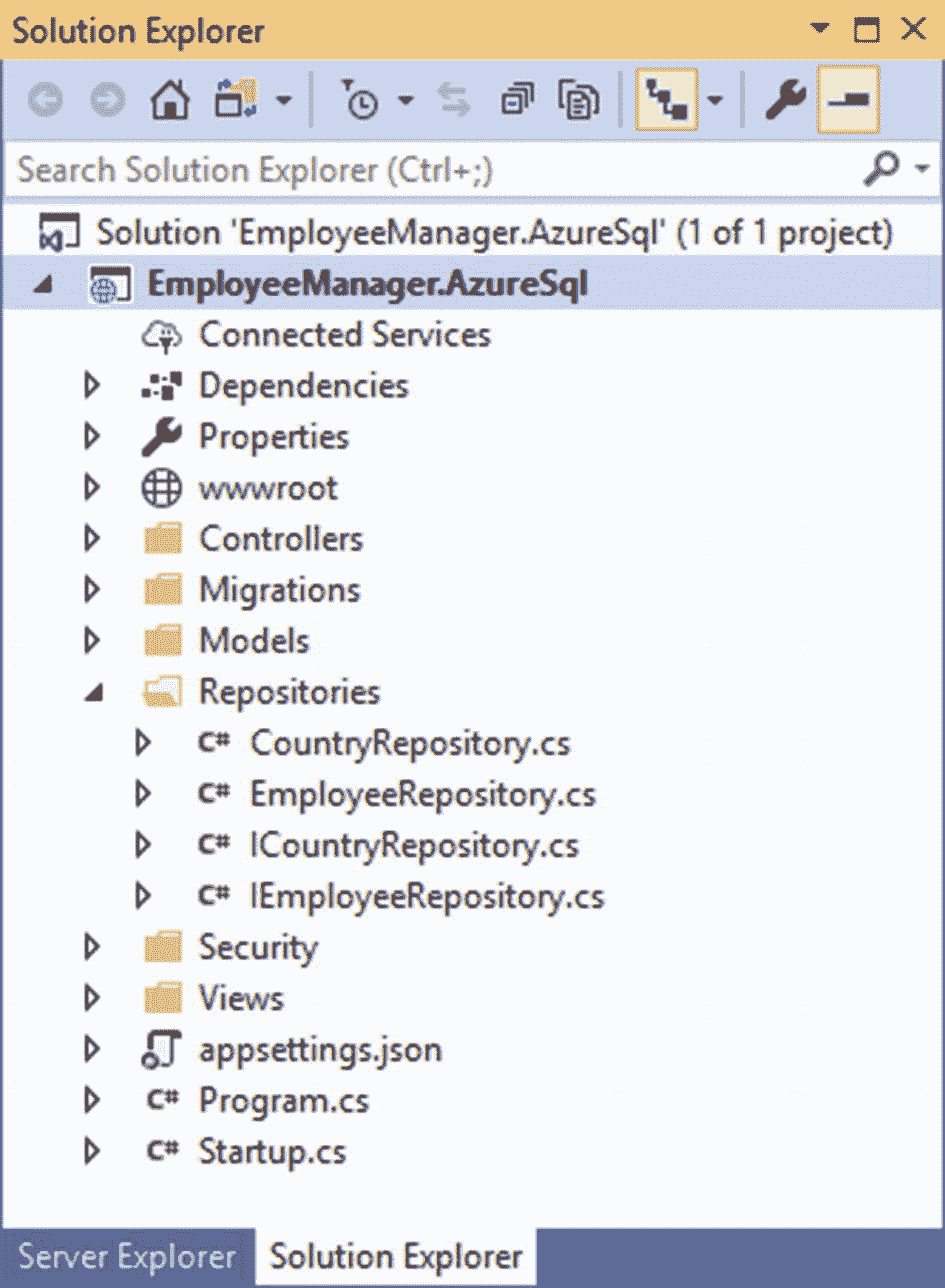 Solution Explorer
Search Solution Explorer (Ctrl+;)
Solution 'EmployeeManager.AzureSql' (1 of 1 project)
EmployeeManager.AzureSql
Connected Services
Dependencies
Properties
wwwroot
Controllers
Migrations
Models
Repositories
C# CountryRepository.cs
C# EmployeeRepository.cs
C# ICountryRepository.cs
C# IEmployeeRepository.cs
Security
Views
appsettings.json
C# Program.cs
C# Startup.cs
Server Explorer Solution Explorer